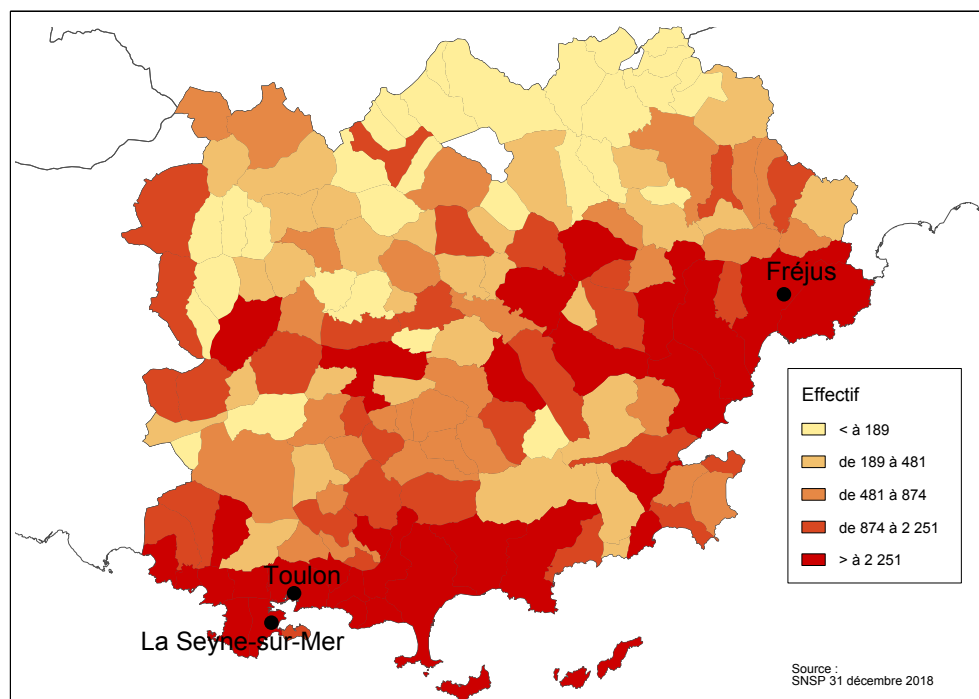 Fréjus
Effectif
< à 189
de 189 à 481
de 481 à 874
de 874 à 2 251
> à 2 251
Toulon
La Seyne-sur-Mer
Source :
SNSP 31 décembre 2018